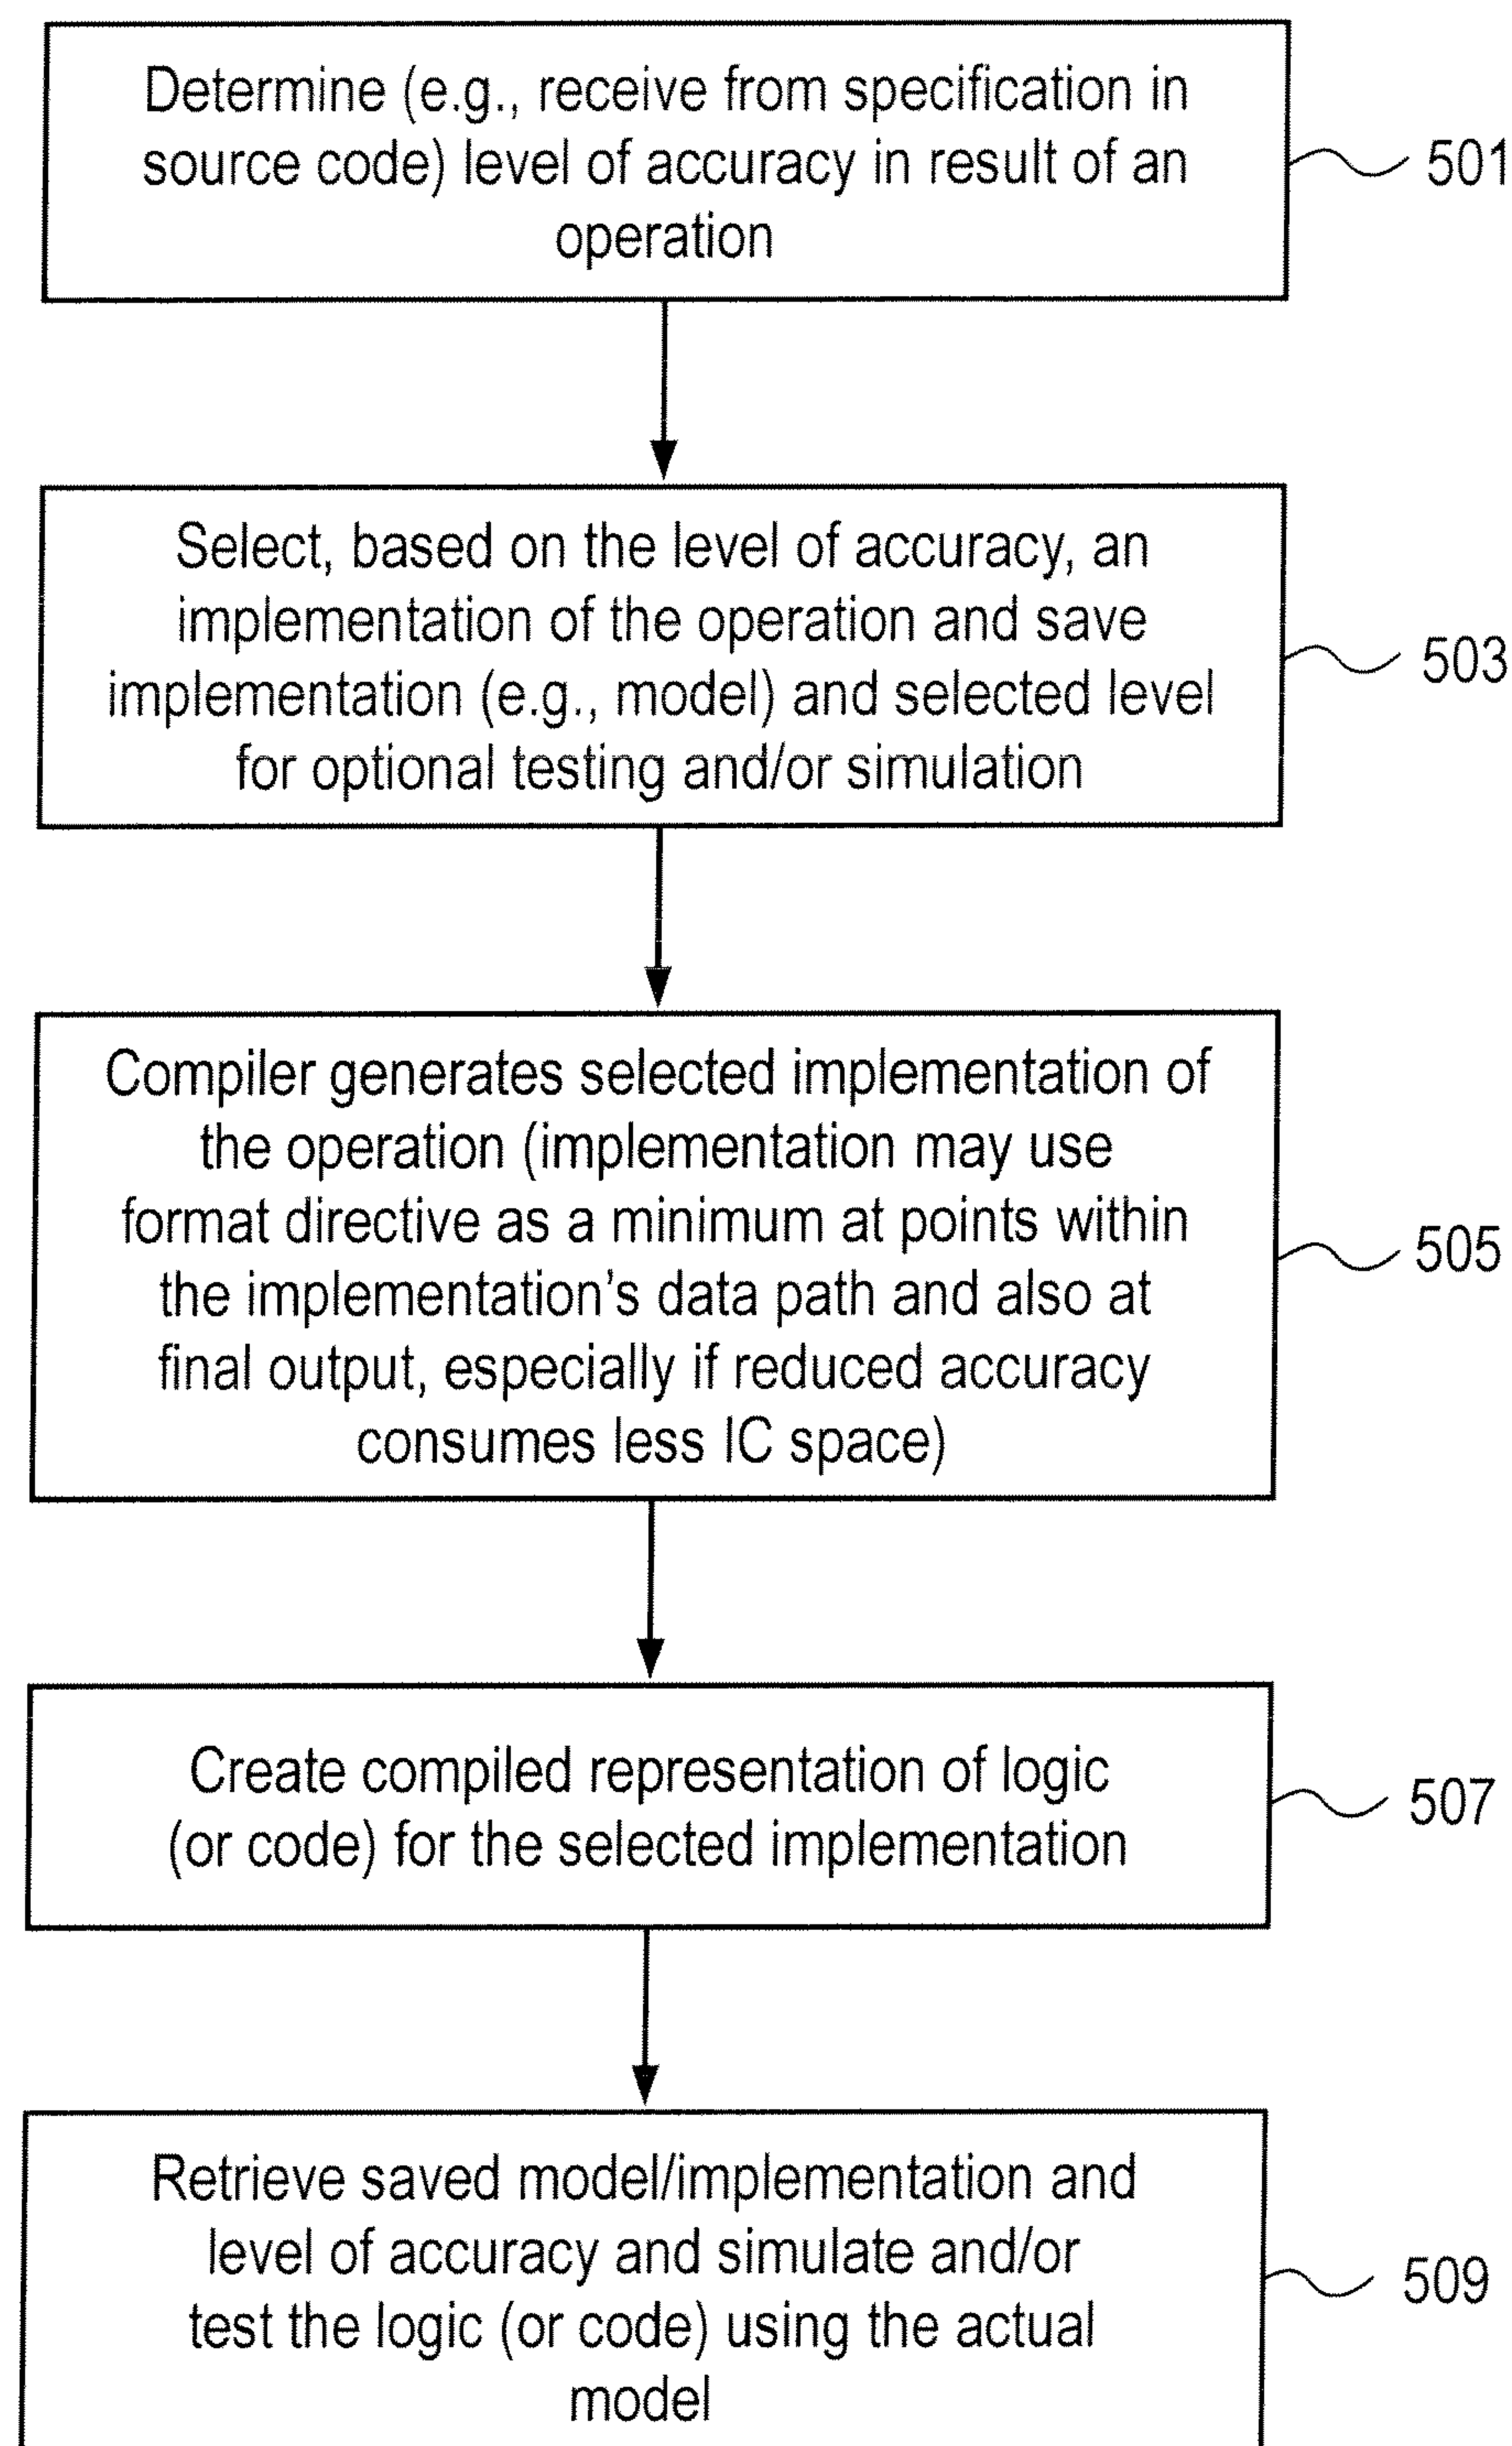 Determine (e.g., receive from specification in
source code) level of accuracy in result of an
operation
501
Select, based on the level of accuracy, an
implementation of the operation and save
implementation (e.g., model) and selected level
for optional testing and/or simulation
503
Compiler generates selected implementation of
the operation (implementation may use
format directive as a minimum at points within
the implementation’s data path and also at
final output, especially if reduced accuracy
consumes less IC space)
505
Create compiled representation of logic
(or code) for the selected implementation
507
Retrieve saved model/implementation and
level of accuracy and simulate and/or
test the logic (or code) using the actual
model
509